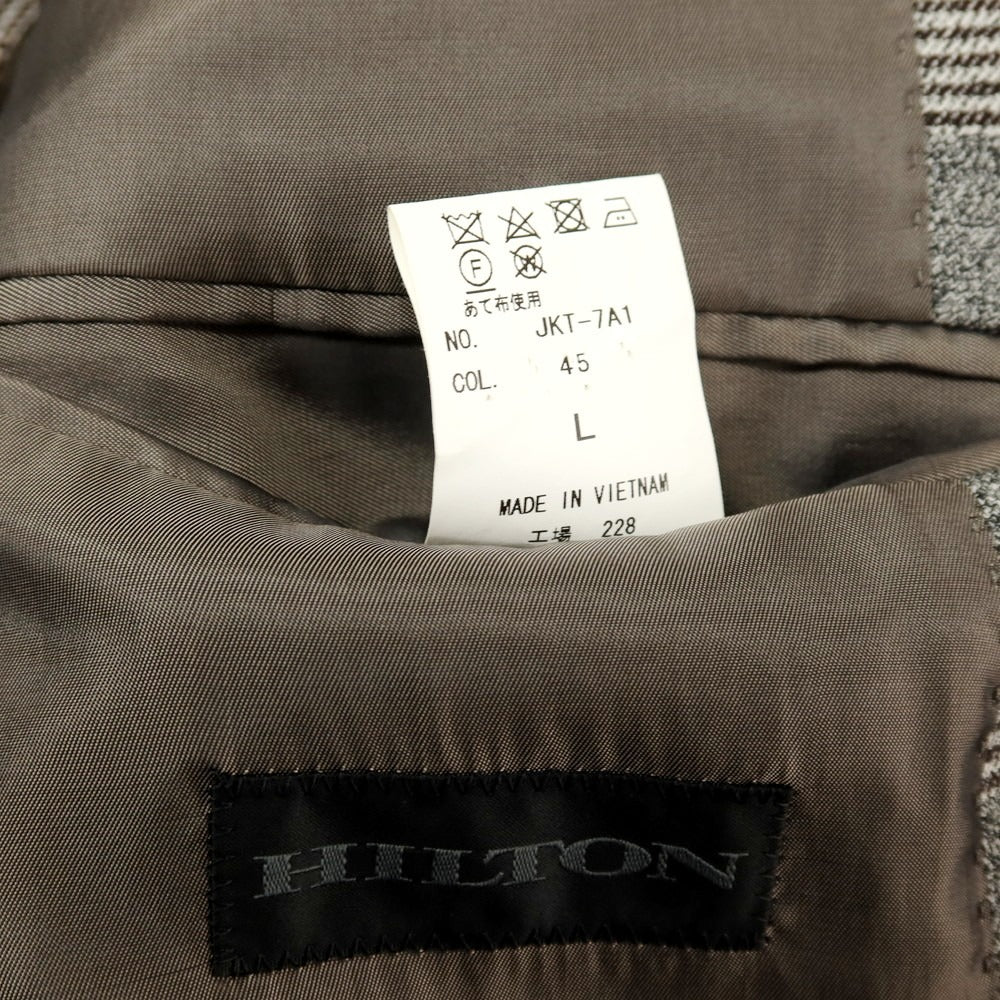 F W
あて布使用
NO. JKT-7A1
COL. 45
L
MADE IN VIETNAM
工場 228
HILTON